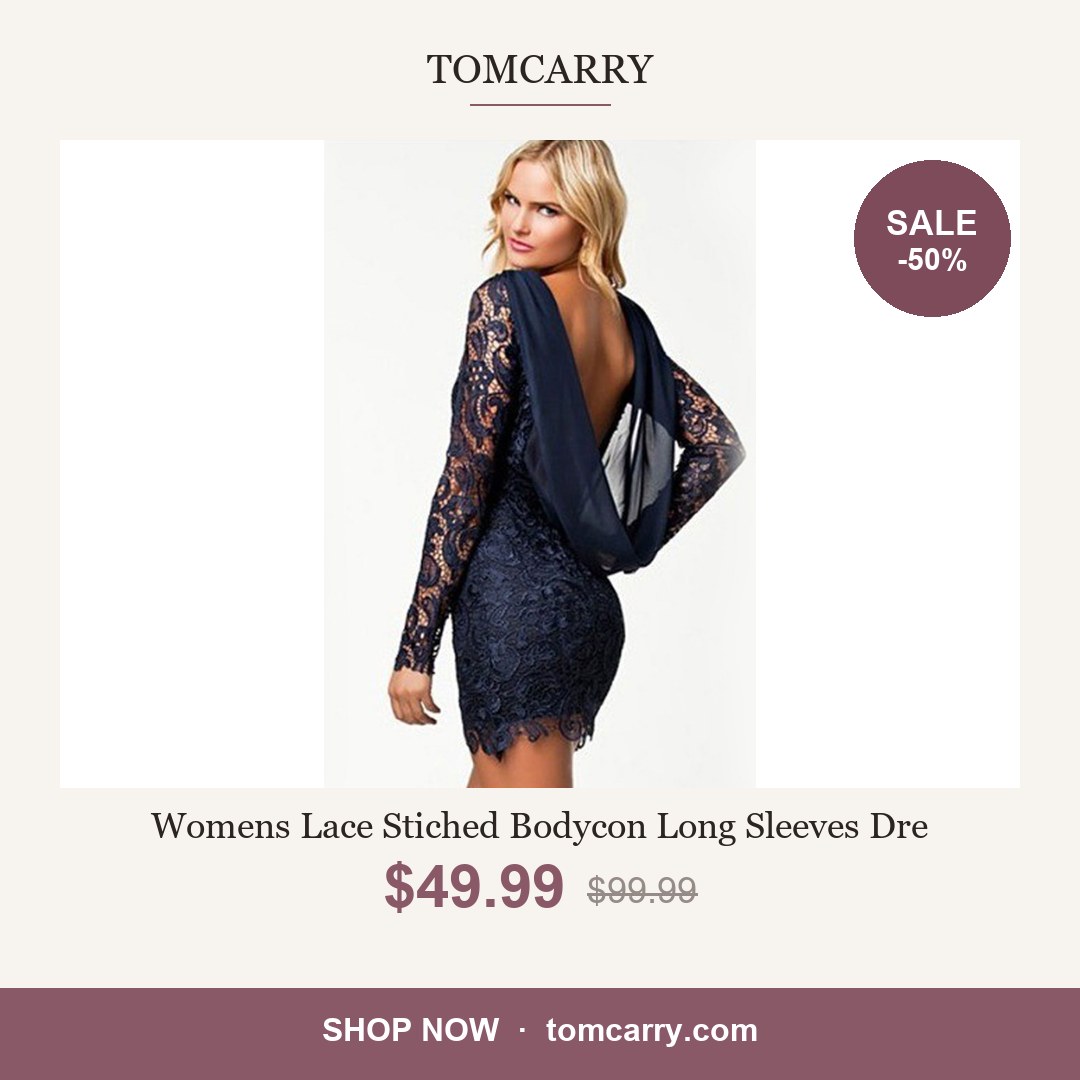 TOMCARRY
SALE
-50%
Womens Lace Stiched Bodycon Long Sleeves Dre
$49.99 $99.99
SHOP NOW · tomcarry.com